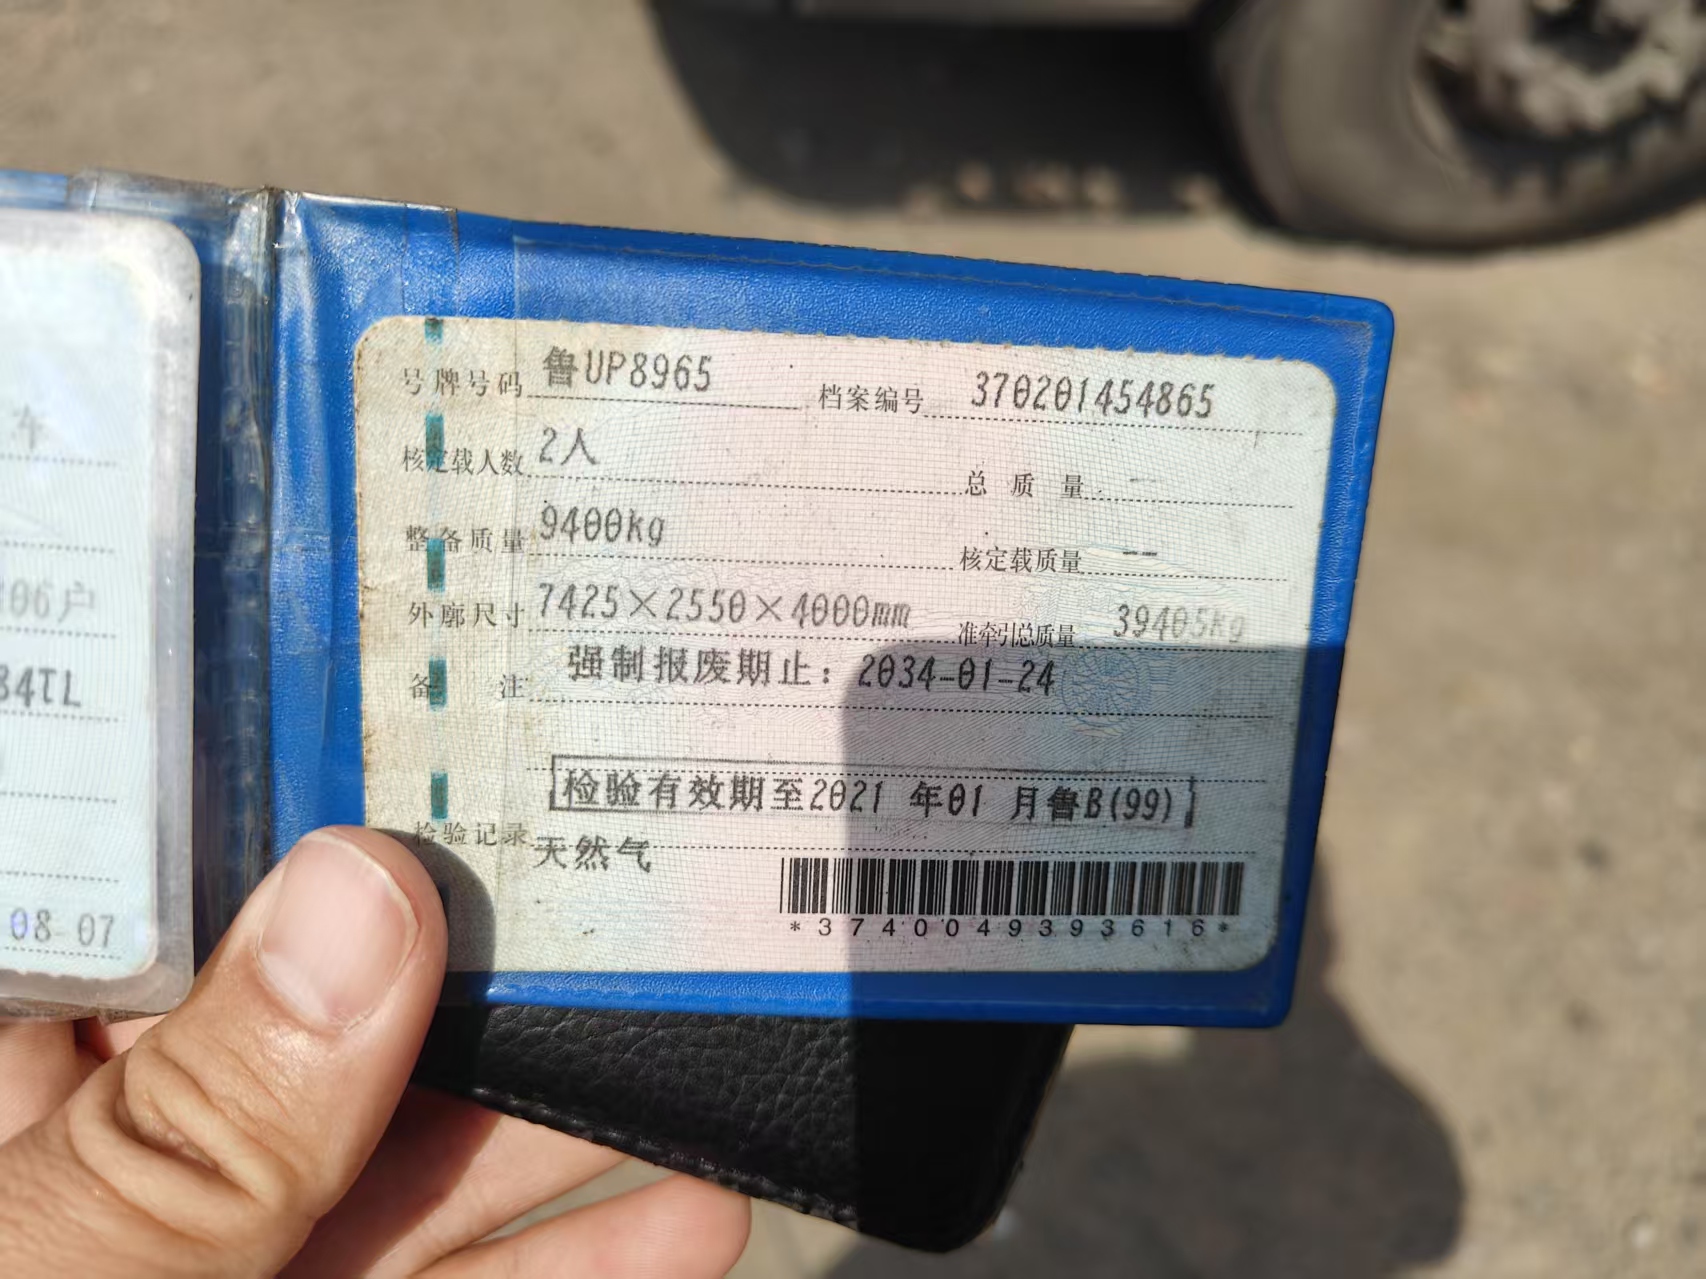 车
06户
84TL
08-07
号牌号码 鲁UP8965 档案编号 370201454865
核定载人数 2人 总质量 --
整备质量 9400kg 核定载质量 --
外廓尺寸 7425×2550×4000mm 准牵引总质量 39405kg
备注 强制报废期止：2034-01-24
检验有效期至2021 年01 月鲁B(99)
检验记录
天然气
*3740049393616*